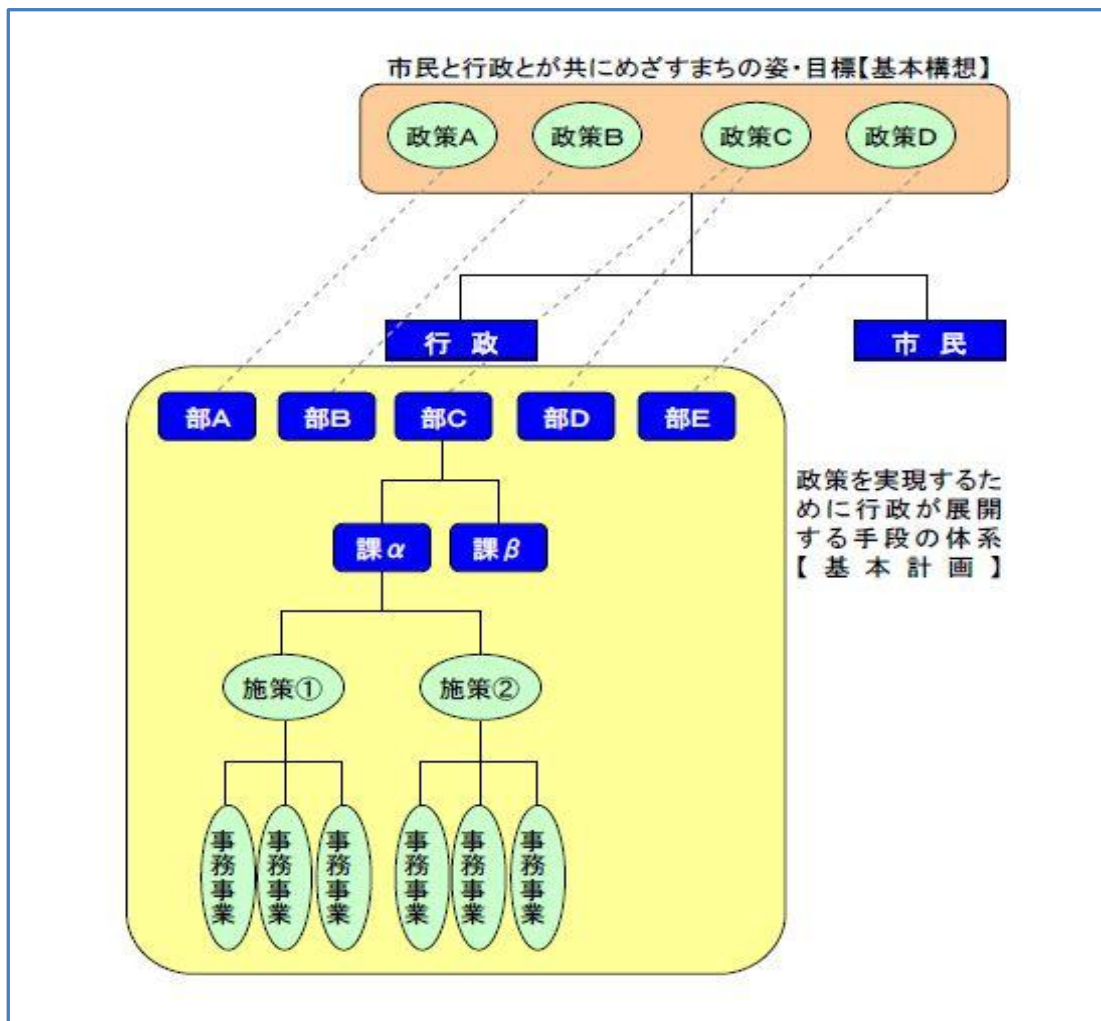 市民と行政とが共にめざすまちの姿・目標【基本構想】
政策A
政策B
政策C
政策D
行 政
市 民
部A
部B
部C
部D
部E
政策を実現するた
めに行政が展開
する手段の体系
【基本計画】
課α
課β
施策①
施策②
事務事業
事務事業
事務事業
事務事業
事務事業
事務事業